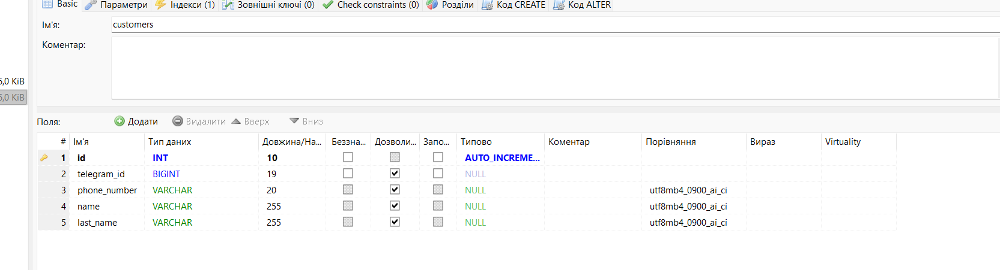 Basic Параметри Індекси (1) Зовнішні ключі (0) Check constraints (0) Розділи Код CREATE Код ALTER
Ім'я: customers
Коментар:
5,0 KiB
5,0 KiB
Поля: Додати Видалити Вверх Вниз
# Ім'я Тип даних Довжина/На... Беззна... Дозволи... Запо... Типово Коментар Порівняння Вираз Virtuality
1 id INT 10 AUTO_INCREME...
2 telegram_id BIGINT 19 NULL
3 phone_number VARCHAR 20 NULL utf8mb4_0900_ai_ci
4 name VARCHAR 255 NULL utf8mb4_0900_ai_ci
5 last_name VARCHAR 255 NULL utf8mb4_0900_ai_ci